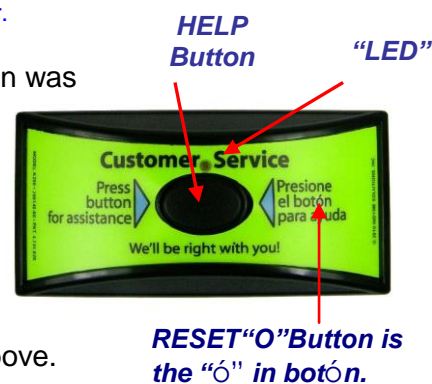 r.
HELP
Button
“LED”
n was
Customer Service
Press
button
for assistance
Presione
el botón
para ayuda
We'll be right with you!
RESET“O”Button is
the “Ó” in botÓn.
ove.